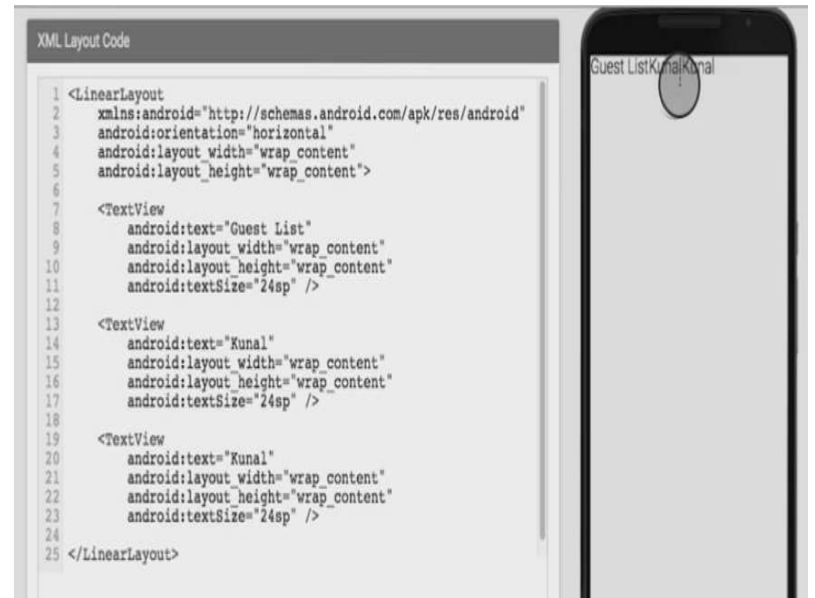 XML Layout Code
1 <LinearLayout
2 xmlns:android="http://schemas.android.com/apk/res/android"
3 android:orientation="horizontal"
4 android:layout_width="wrap_content"
5 android:layout_height="wrap_content">
6
7 <TextView
8 android:text="Guest List"
9 android:layout_width="wrap_content"
10 android:layout_height="wrap_content"
11 android:textSize="24sp" />
12
13 <TextView
14 android:text="Kunal"
15 android:layout_width="wrap_content"
16 android:layout_height="wrap_content"
17 android:textSize="24sp" />
18
19 <TextView
20 android:text="Kunal"
21 android:layout_width="wrap_content"
22 android:layout_height="wrap_content"
23 android:textSize="24sp" />
24
25 </LinearLayout>
Guest ListKunalKunal